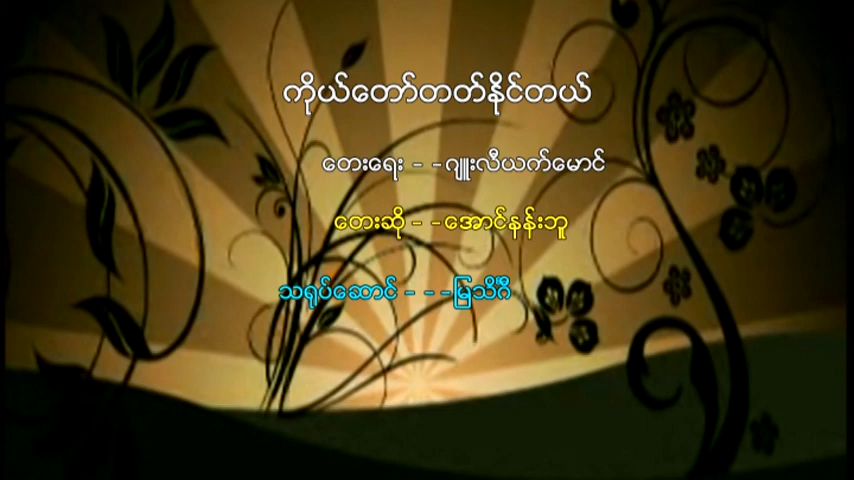 ကိုယ်တော်တတ်နိုင်တယ်
တေးရေး - -ဂျူးလီယက်မောင်
တေးဆို - -အောင်နန်းဘူ
သရုပ်ဆောင် - - -မြသိင်္ဂီ